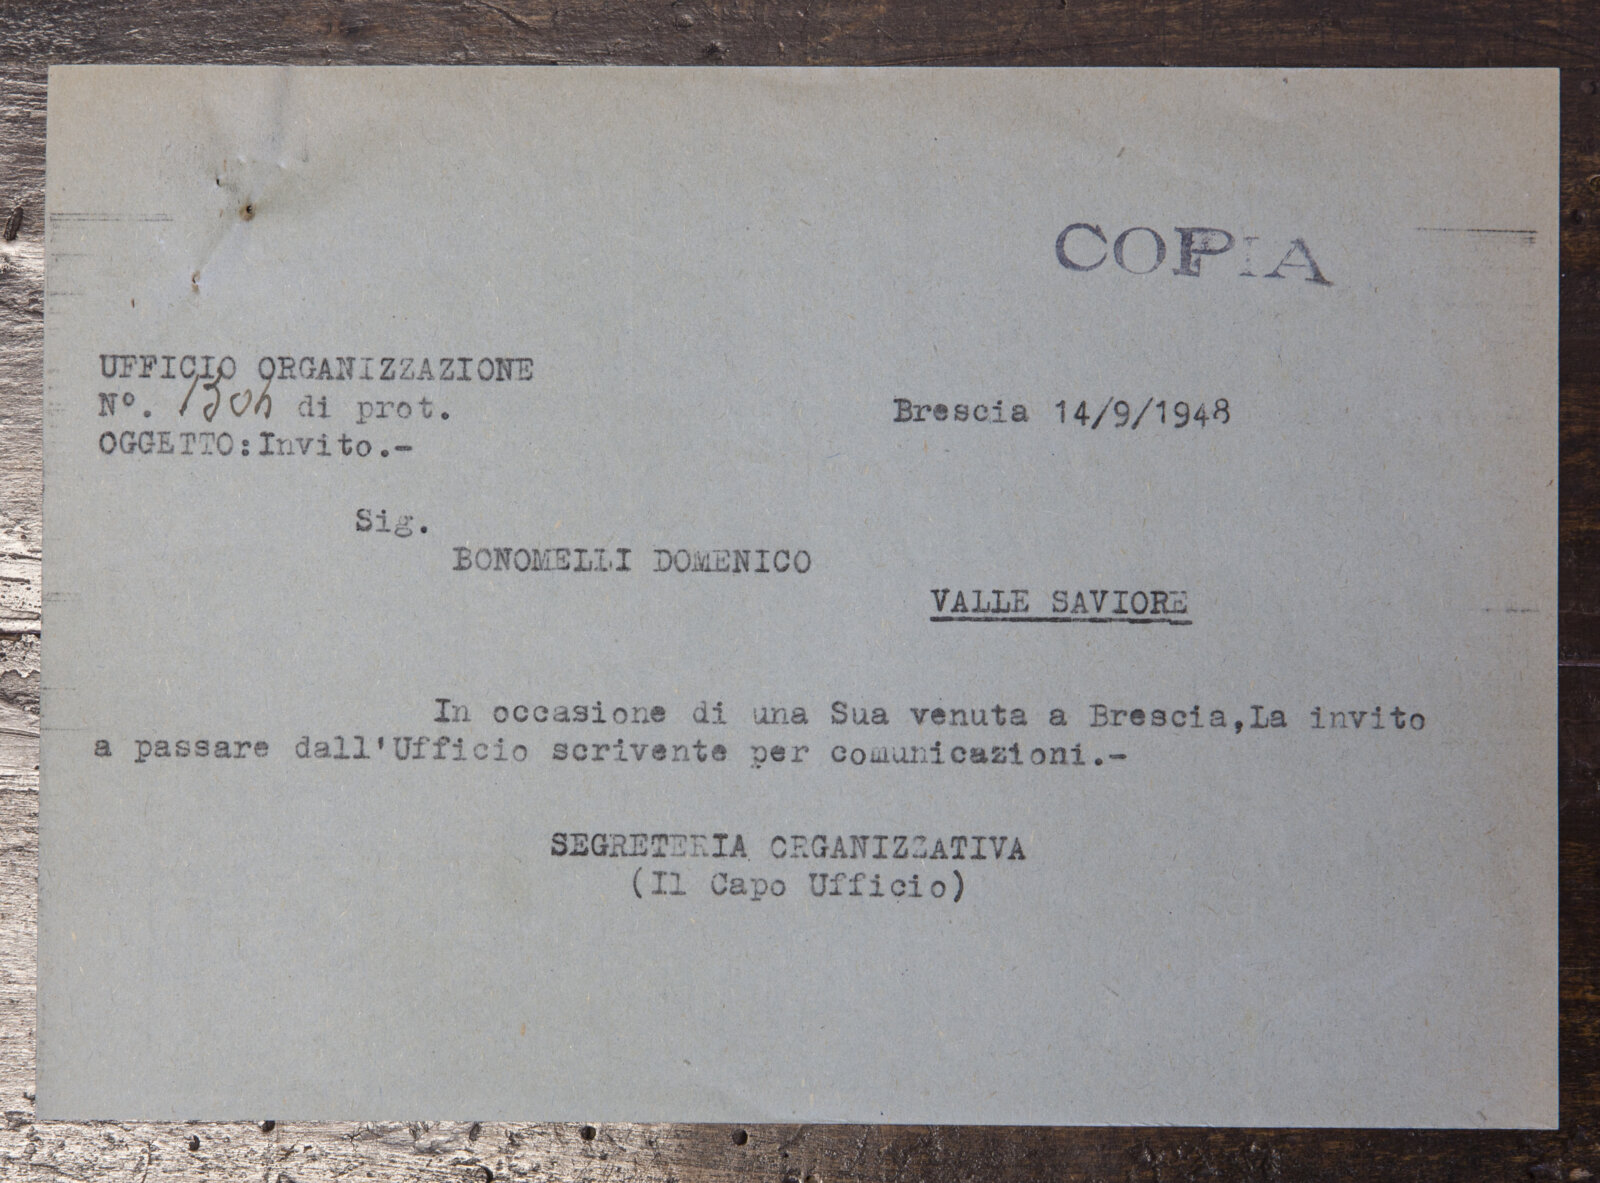 COPIA
UFFICIO ORGANIZZAZIONE
N°. di prot.
Brescia 14/9/1948
OGGETTO:Invito.-
Sig.
BONOMELLI DOMENICO
VALLE SAVIORE
In occasione di una Sua venuta a Brescia,La invito
a passare dall'Ufficio scrivente per comunicazioni.-
SEGRETERIA ORGANIZZATIVA
(Il Capo Ufficio)